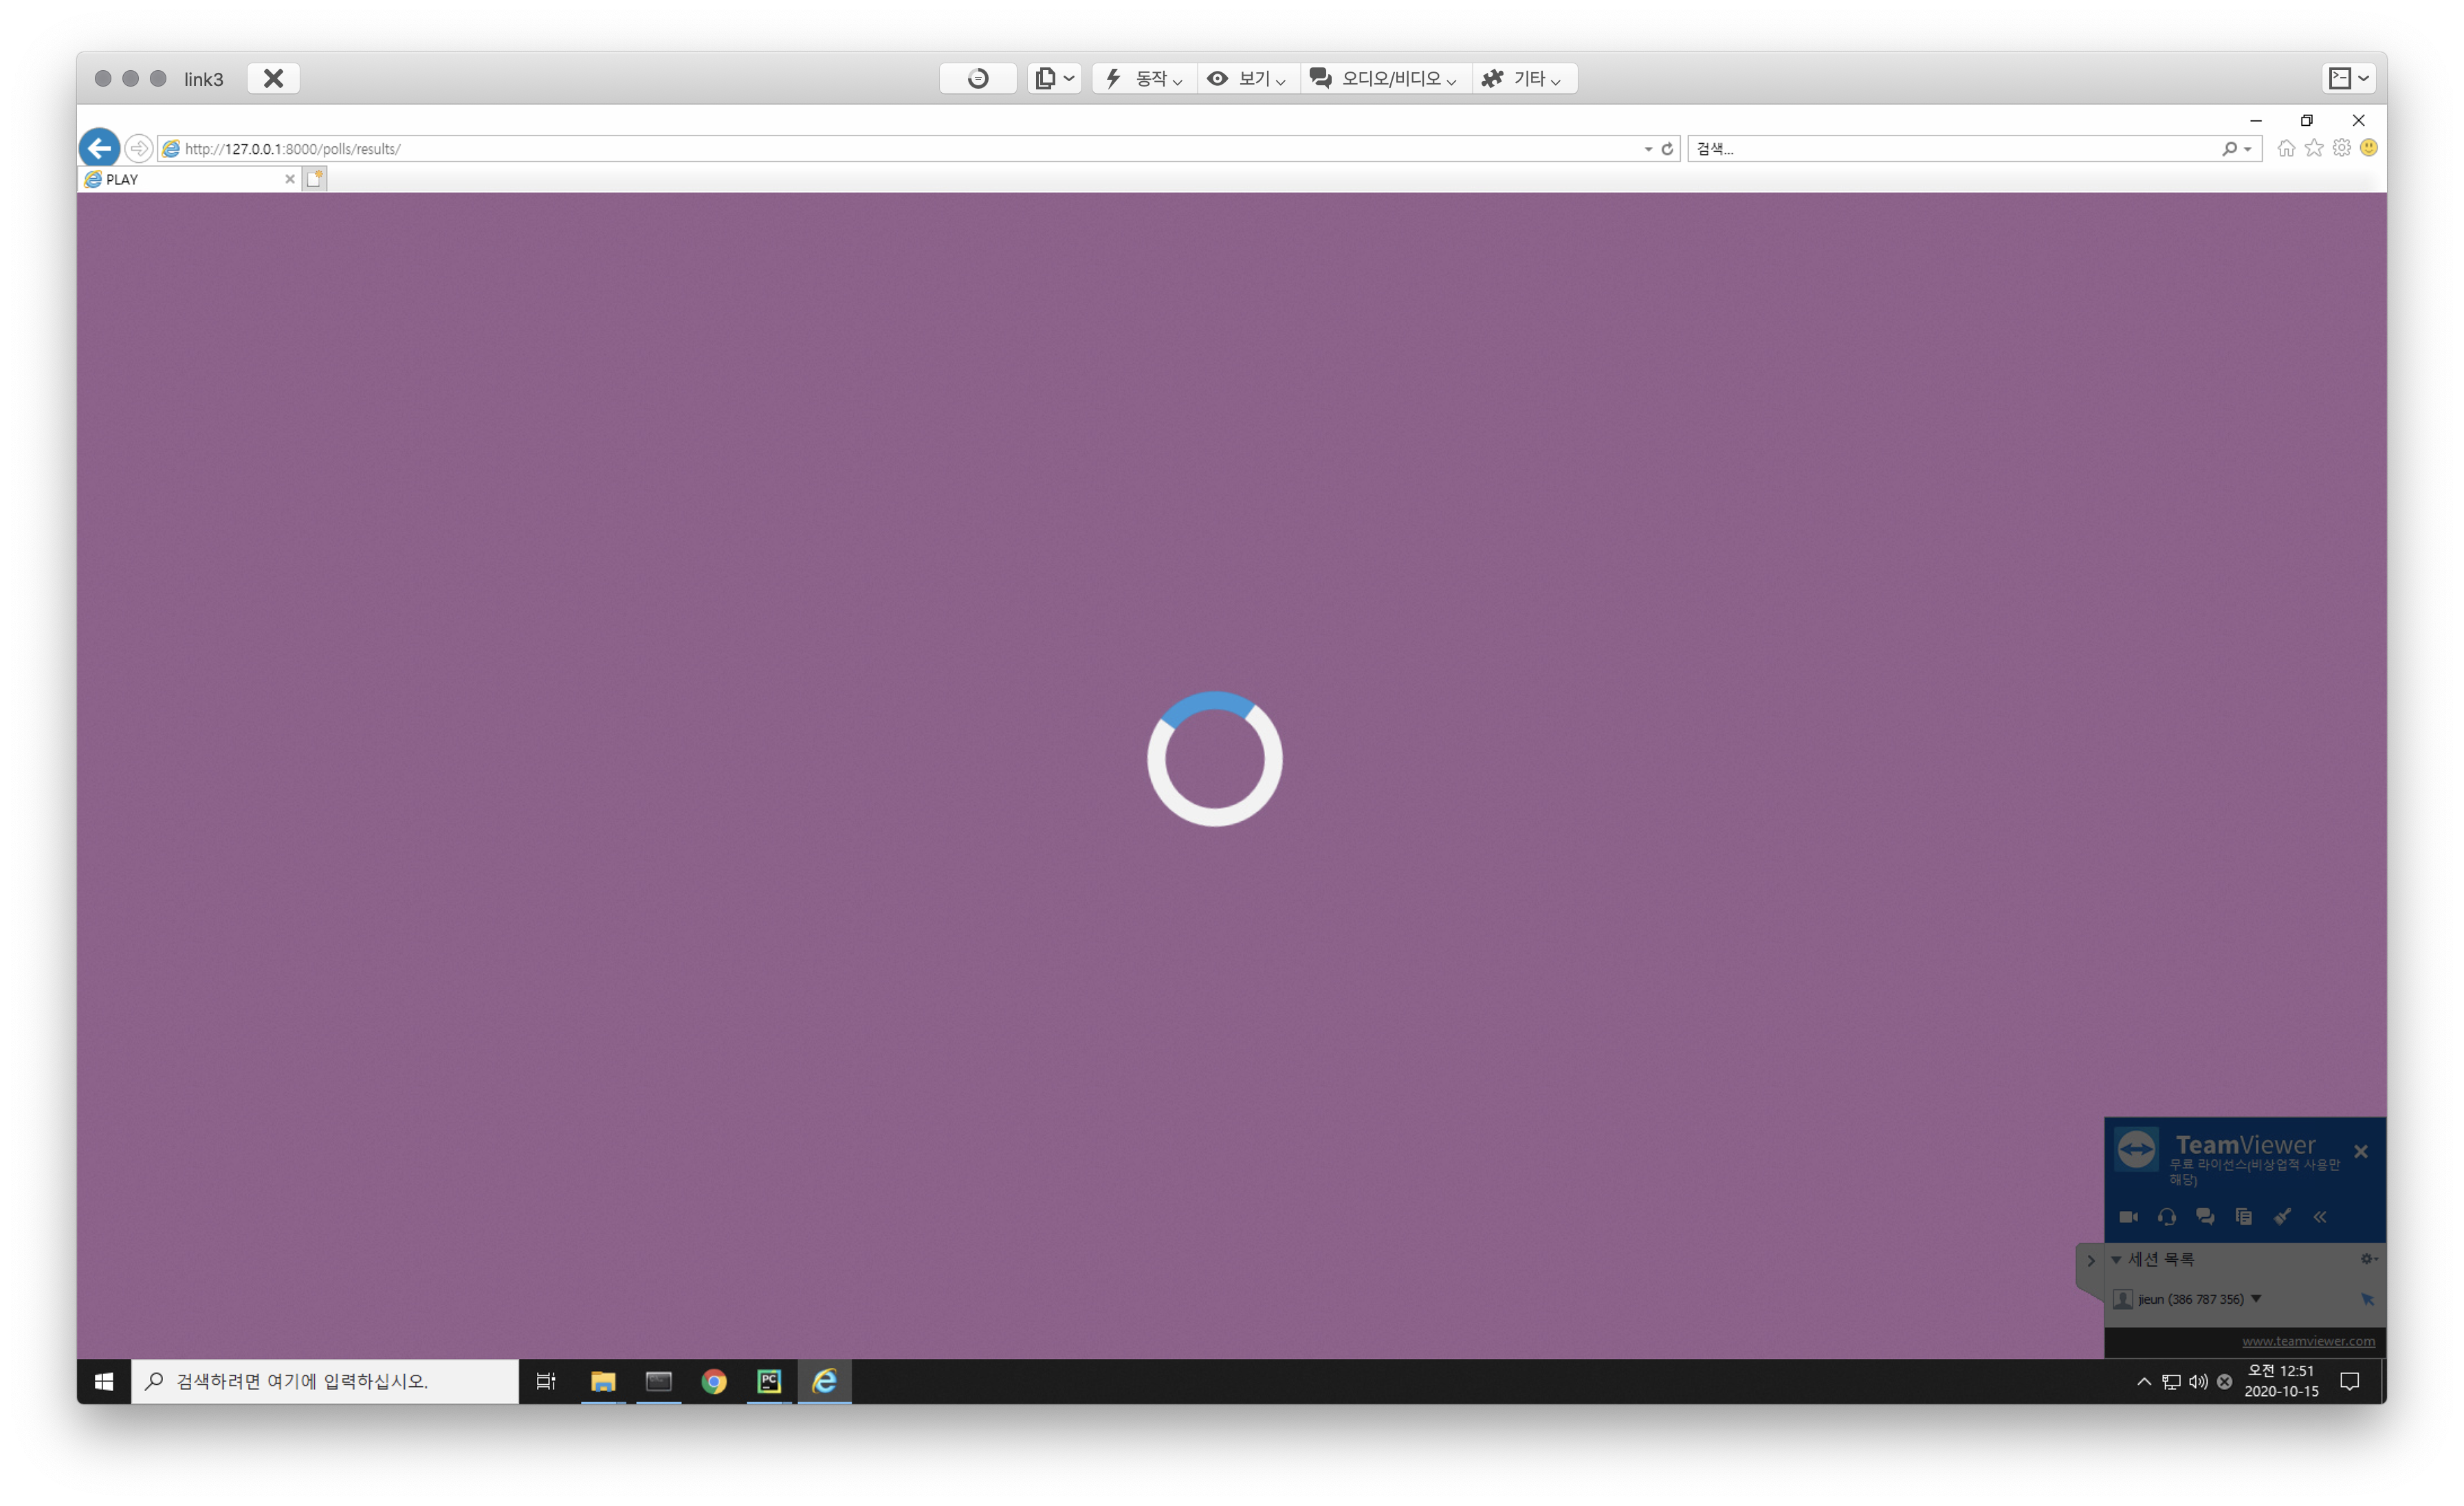 link3
동작
보기
오디오/비디오
기타
http://127.0.0.1:8000/polls/results/
검색...
PLAY
TeamViewer
무료 라이선스(비상업적 사용만
해당)
세션 목록
jieun (386 787 356)
www.teamviewer.com
검색하려면 여기에 입력하십시오.
PC
오전 12:51
2020-10-15